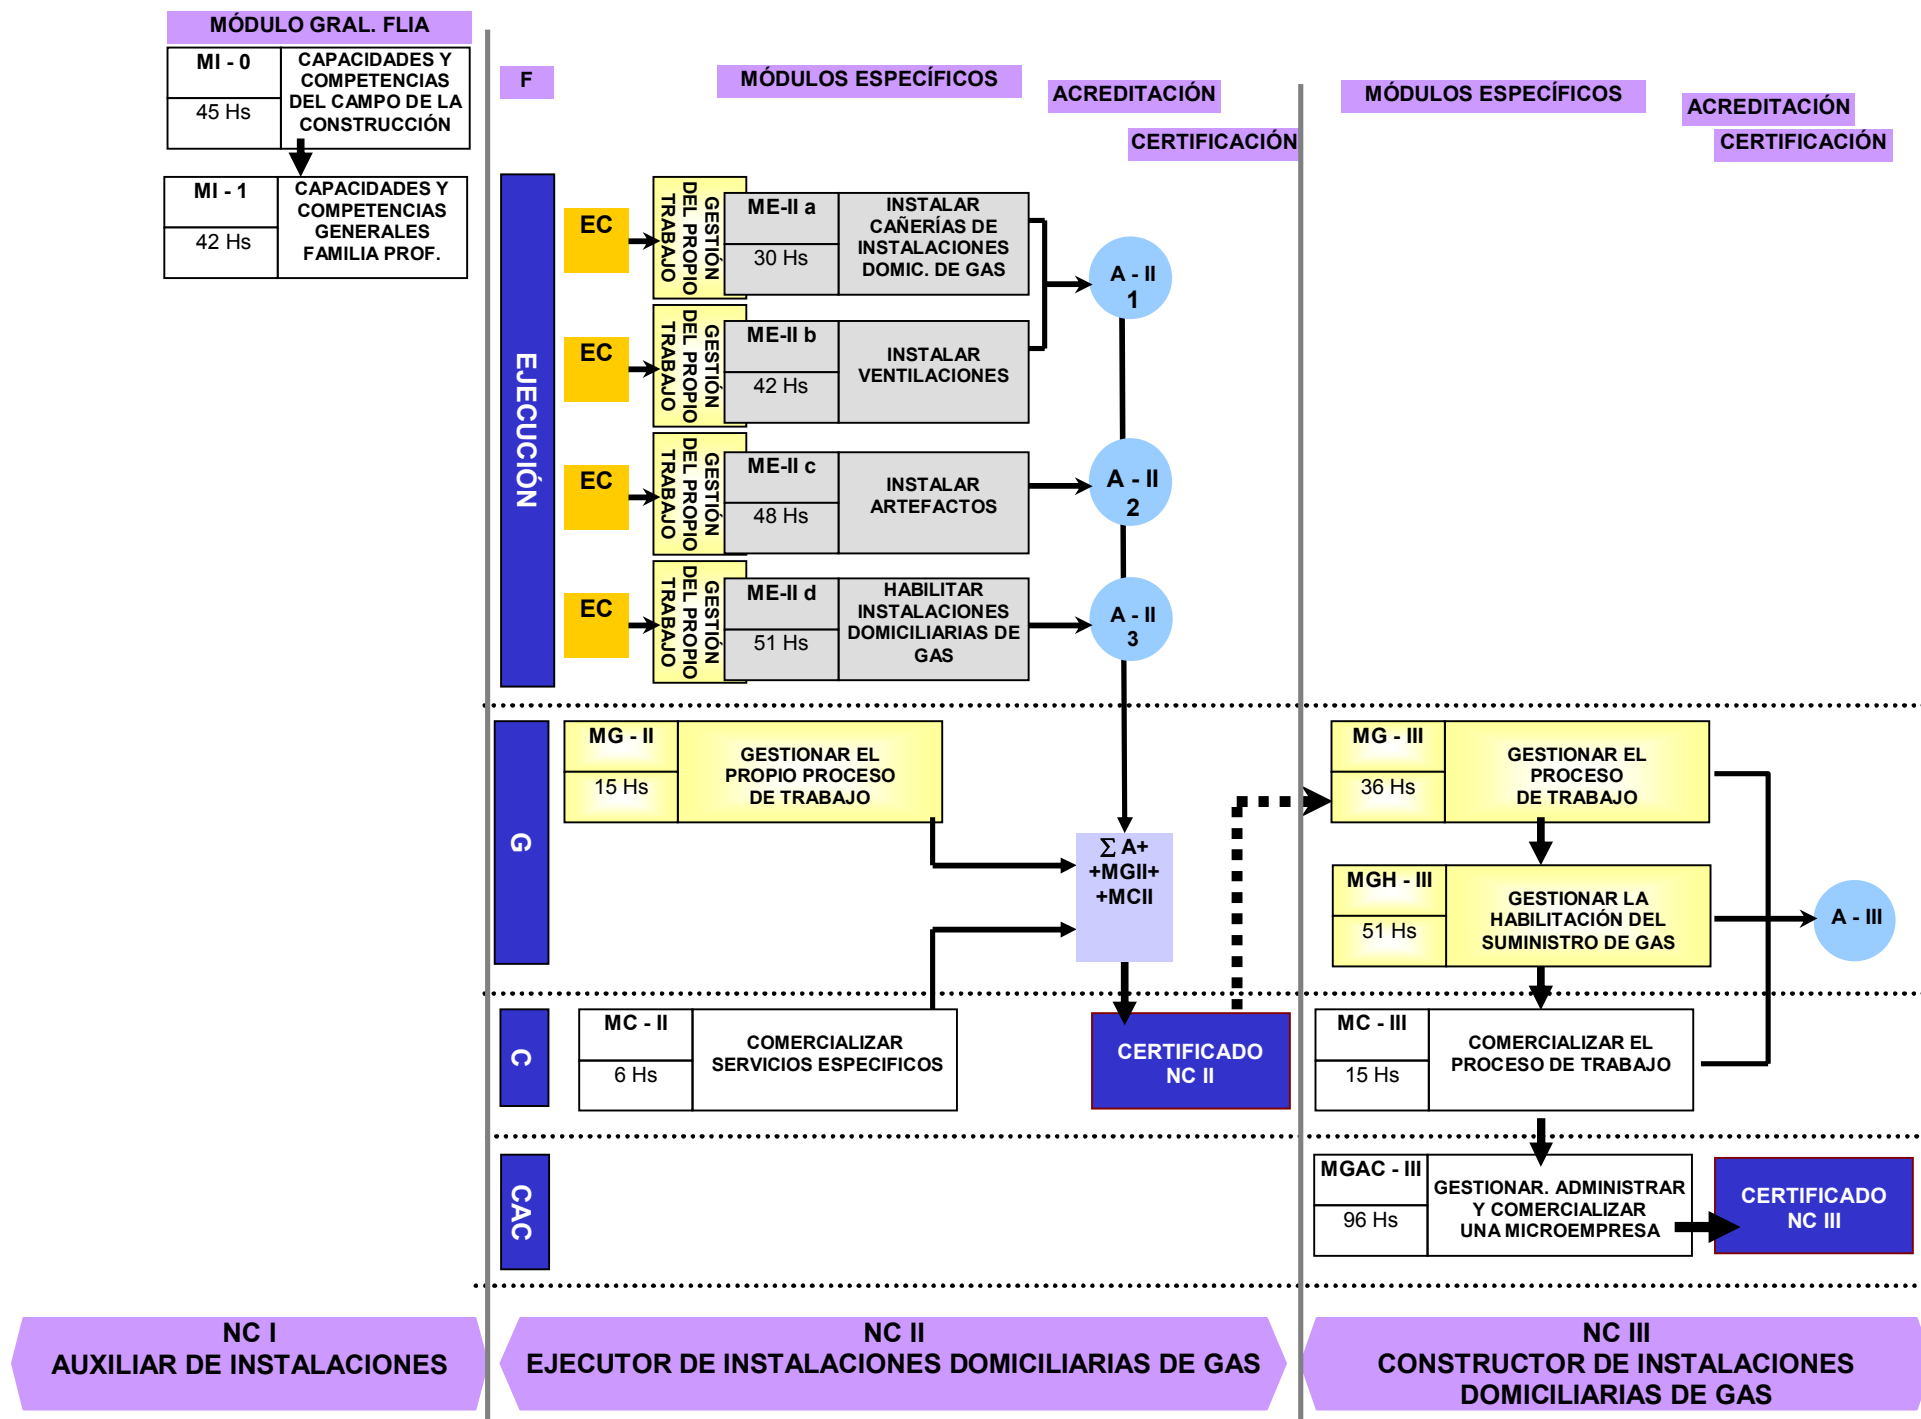 MÓDULO GRAL. FLIA
MI - 0
45 Hs
CAPACIDADES Y
COMPETENCIAS
DEL CAMPO DE LA
CONSTRUCCIÓN
MI - 1
42 Hs
CAPACIDADES Y
COMPETENCIAS
GENERALES
FAMILIA PROF.
F
MÓDULOS ESPECÍFICOS
ACREDITACIÓN
CERTIFICACIÓN
MÓDULOS ESPECÍFICOS
ACREDITACIÓN
CERTIFICACIÓN
EJECUCIÓN
EC
GESTIÓN
DEL PROPIO
TRABAJO
ME-II a
30 Hs
INSTALAR
CAÑERÍAS DE
INSTALACIONES
DOMIC. DE GAS
A - II
1
EC
GESTIÓN
DEL PROPIO
TRABAJO
ME-II b
42 Hs
INSTALAR
VENTILACIONES
EC
GESTIÓN
DEL PROPIO
TRABAJO
ME-II c
48 Hs
INSTALAR
ARTEFACTOS
A - II
2
EC
GESTIÓN
DEL PROPIO
TRABAJO
ME-II d
51 Hs
HABILITAR
INSTALACIONES
DOMICILIARIAS DE
GAS
A - II
3
G
MG - II
15 Hs
GESTIONAR EL
PROPIO PROCESO
DE TRABAJO
∑ A+
+MGII+
+MCII
MG - III
36 Hs
GESTIONAR EL
PROCESO
DE TRABAJO
MGH - III
51 Hs
GESTIONAR LA
HABILITACIÓN DEL
SUMINISTRO DE GAS
A - III
C
MC - II
6 Hs
COMERCIALIZAR
SERVICIOS ESPECIFICOS
CERTIFICADO
NC II
MC - III
15 Hs
COMERCIALIZAR EL
PROCESO DE TRABAJO
CAC
MGAC - III
96 Hs
GESTIONAR. ADMINISTRAR
Y COMERCIALIZAR
UNA MICROEMPRESA
CERTIFICADO
NC III
NC I
AUXILIAR DE INSTALACIONES
NC II
EJECUTOR DE INSTALACIONES DOMICILIARIAS DE GAS
NC III
CONSTRUCTOR DE INSTALACIONES
DOMICILIARIAS DE GAS